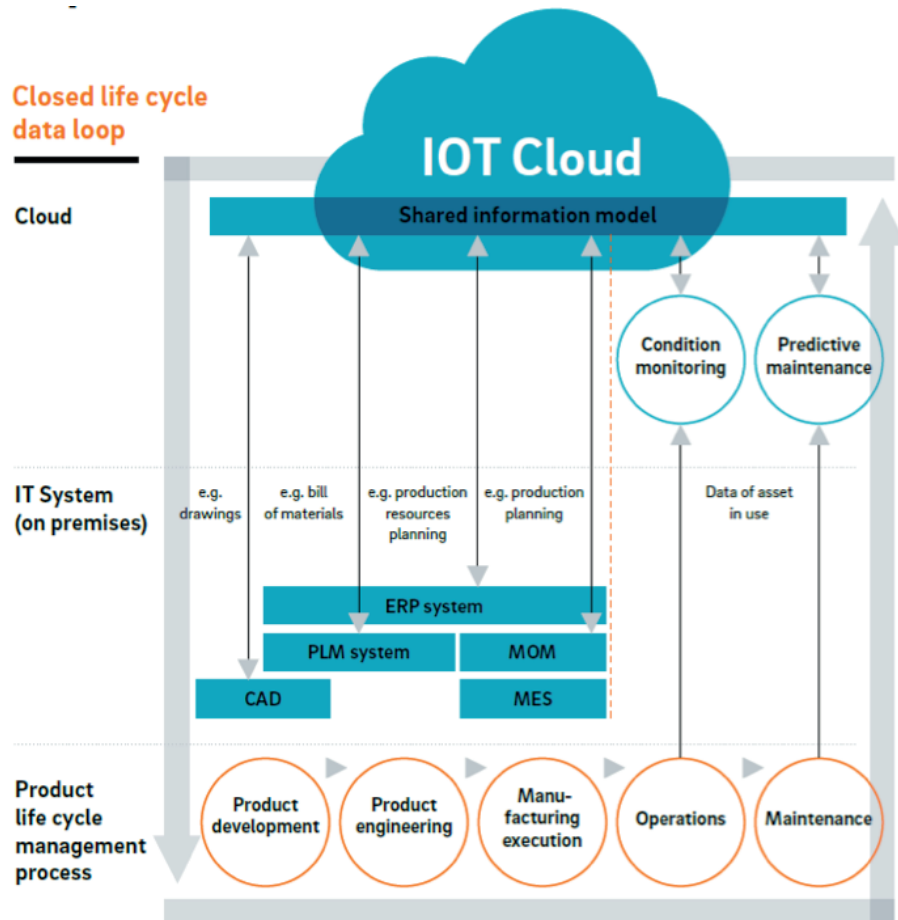 Closed life cycle
data loop
IOT Cloud
Cloud
Shared information model
Condition
monitoring
Predictive
maintenance
IT System
(on premises)
e.g.
drawings
e.g. bill
of materials
e.g. production
resources
planning
e.g. production
planning
Data of asset
in use
ERP system
PLM system
MOM
CAD
MES
Product
life cycle
management
process
Product
development
Product
engineering
Manu-
facturing
execution
Operations
Maintenance